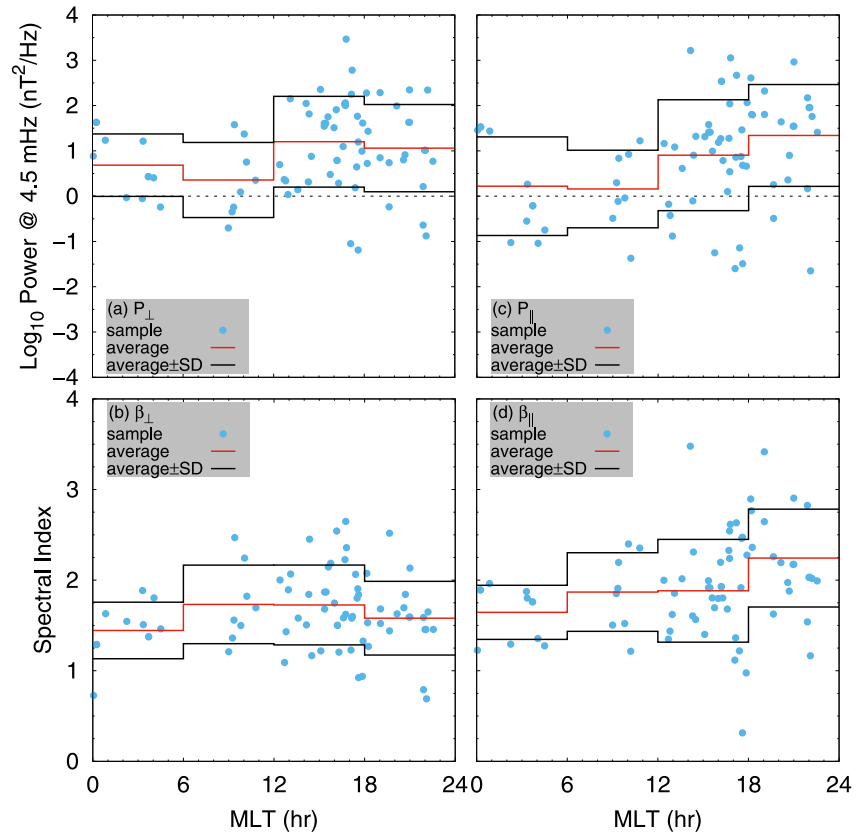 Log10 Power @ 4.5 mHz (nT²/Hz)
4
3
2
1
0
−1
−2
−3
−4
(a) P⊥
sample
average
average±SD
(c) P∥
sample
average
average±SD
Spectral Index
4
3
2
1
0
(b) β⊥
sample
average
average±SD
(d) β∥
sample
average
average±SD
0 6 12 18 24 0 6 12 18 24
MLT (hr) MLT (hr)